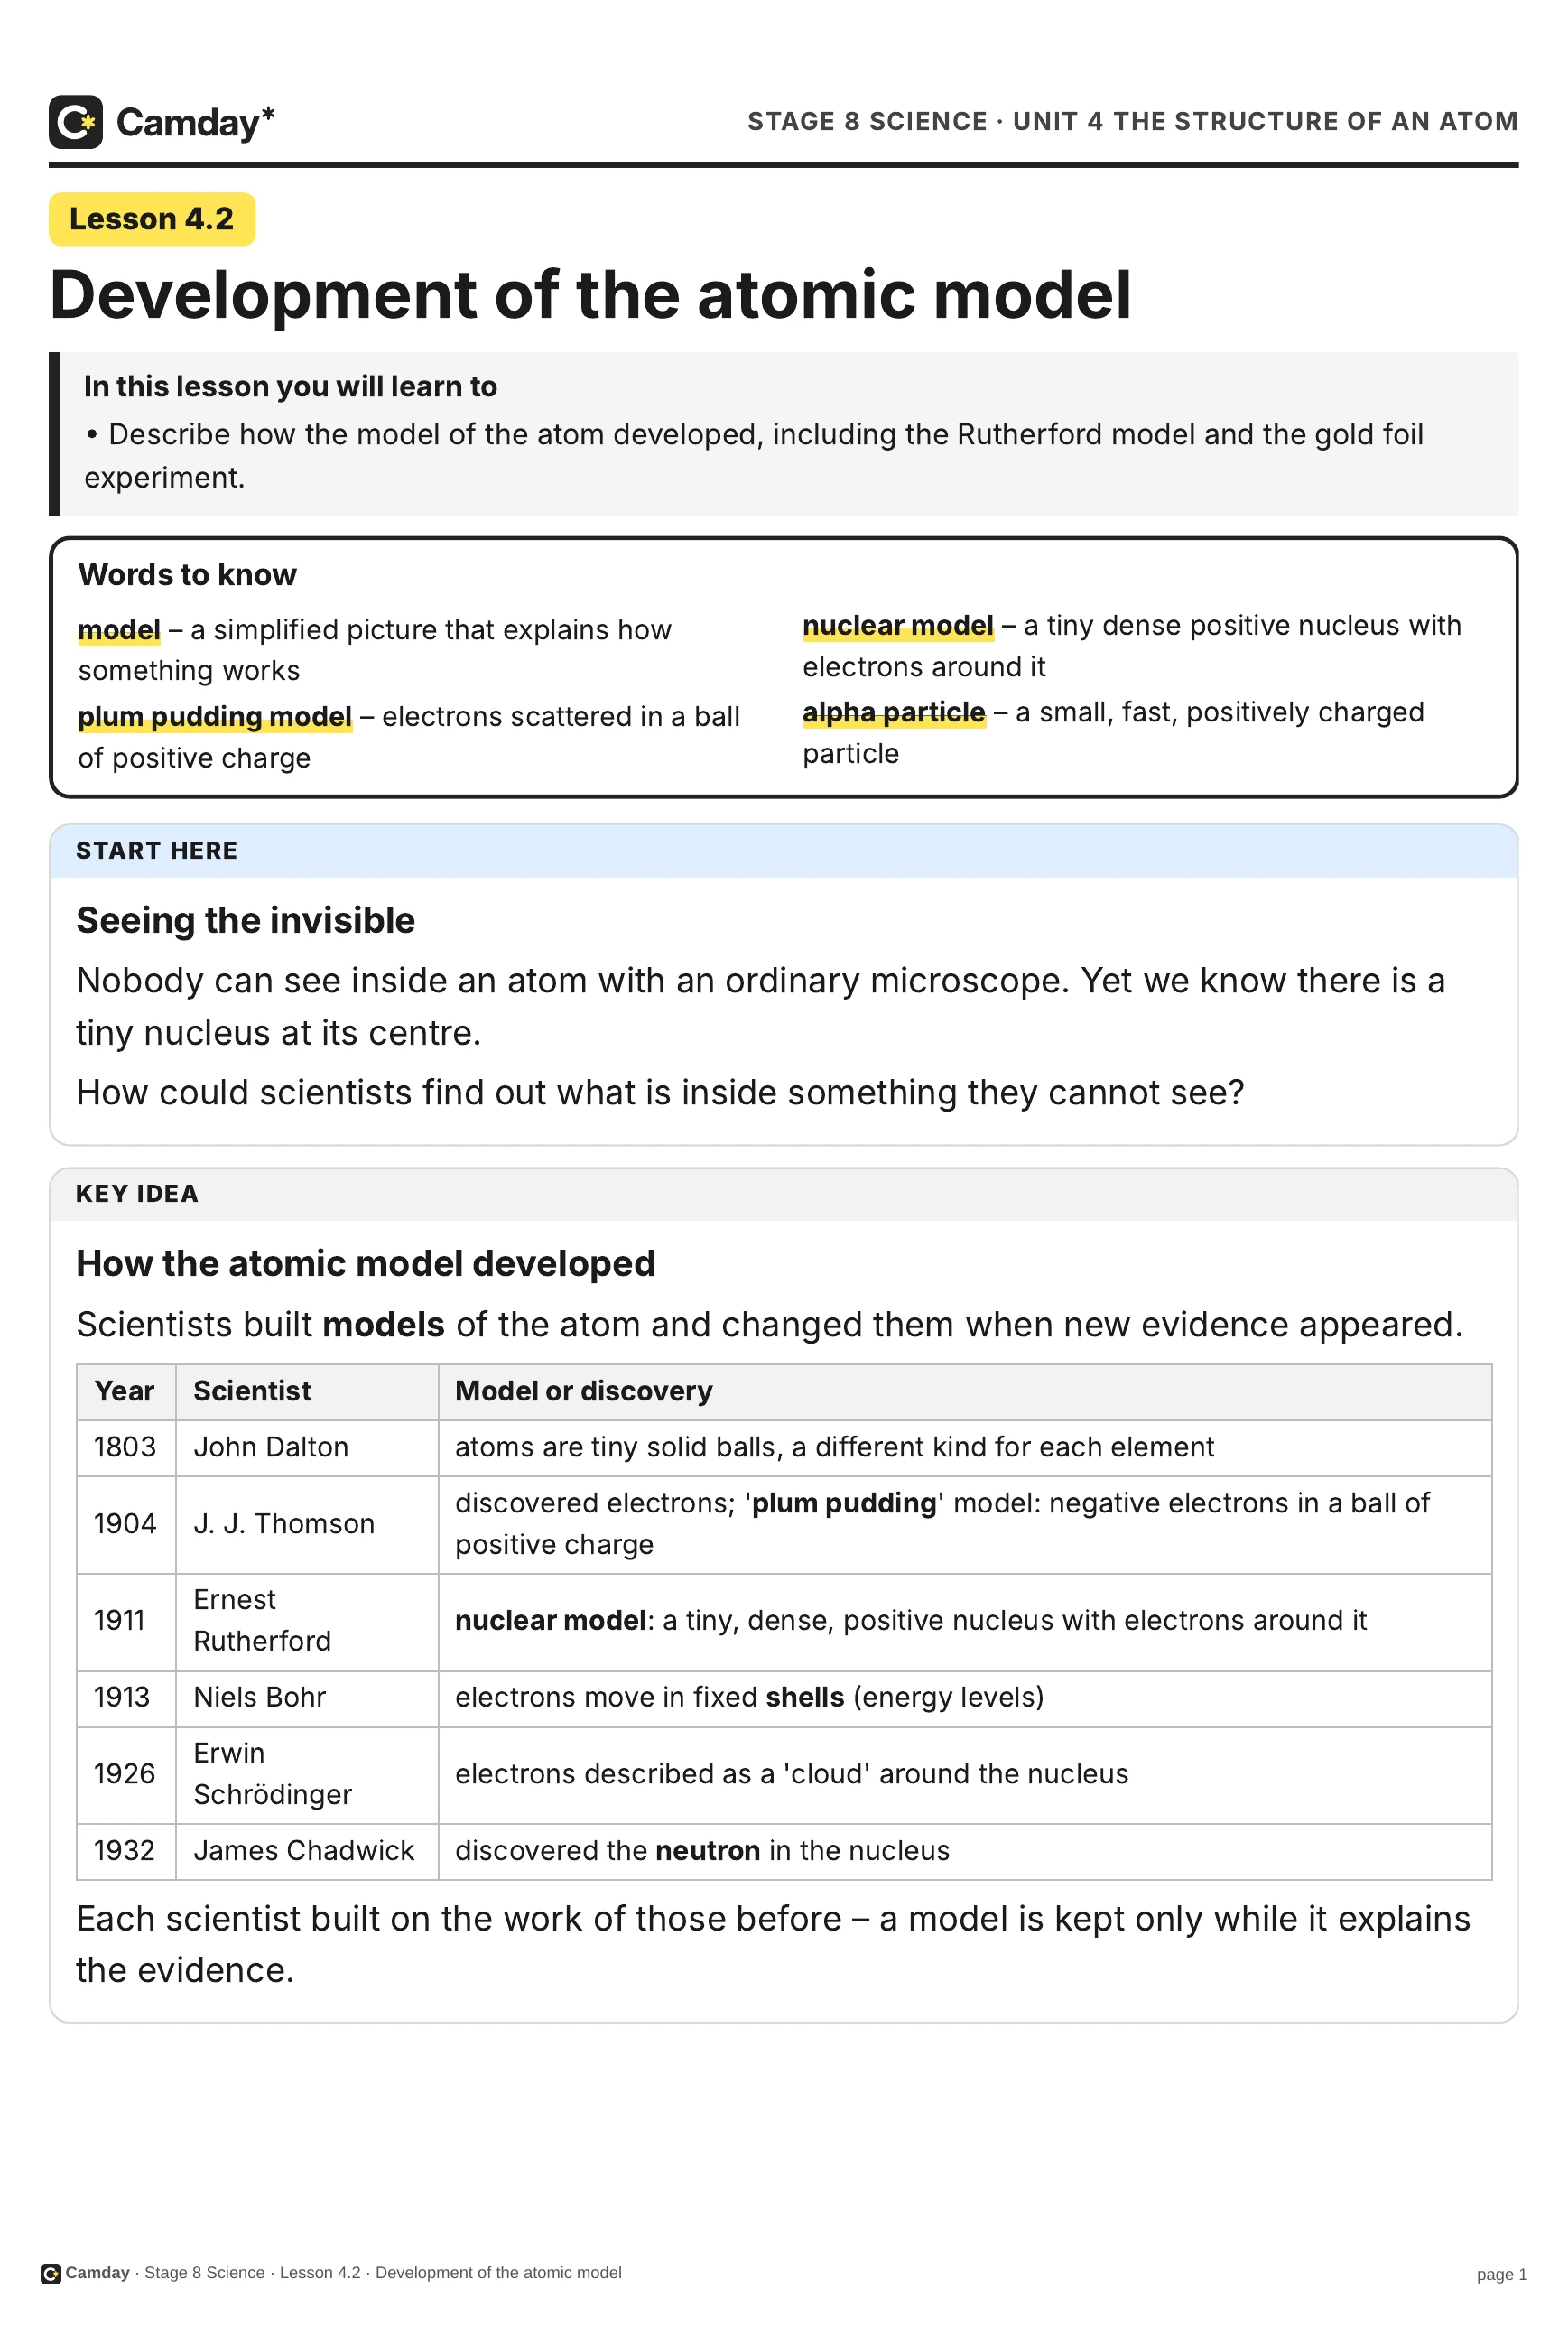 Camday*
STAGE 8 SCIENCE · UNIT 4 THE STRUCTURE OF AN ATOM
Lesson 4.2
Development of the atomic model
In this lesson you will learn to
• Describe how the model of the atom developed, including the Rutherford model and the gold foil
experiment.
Words to know
model – a simplified picture that explains how
something works
plum pudding model – electrons scattered in a ball
of positive charge
nuclear model – a tiny dense positive nucleus with
electrons around it
alpha particle – a small, fast, positively charged
particle
START HERE
Seeing the invisible
Nobody can see inside an atom with an ordinary microscope. Yet we know there is a
tiny nucleus at its centre.
How could scientists find out what is inside something they cannot see?
KEY IDEA
How the atomic model developed
Scientists built models of the atom and changed them when new evidence appeared.
Year Scientist Model or discovery
1803 John Dalton atoms are tiny solid balls, a different kind for each element
1904 J. J. Thomson discovered electrons; 'plum pudding' model: negative electrons in a ball of
positive charge
1911 Ernest
Rutherford nuclear model: a tiny, dense, positive nucleus with electrons around it
1913 Niels Bohr electrons move in fixed shells (energy levels)
1926 Erwin
Schrödinger electrons described as a 'cloud' around the nucleus
1932 James Chadwick discovered the neutron in the nucleus
Each scientist built on the work of those before – a model is kept only while it explains
the evidence.
Camday · Stage 8 Science · Lesson 4.2 · Development of the atomic model
page 1